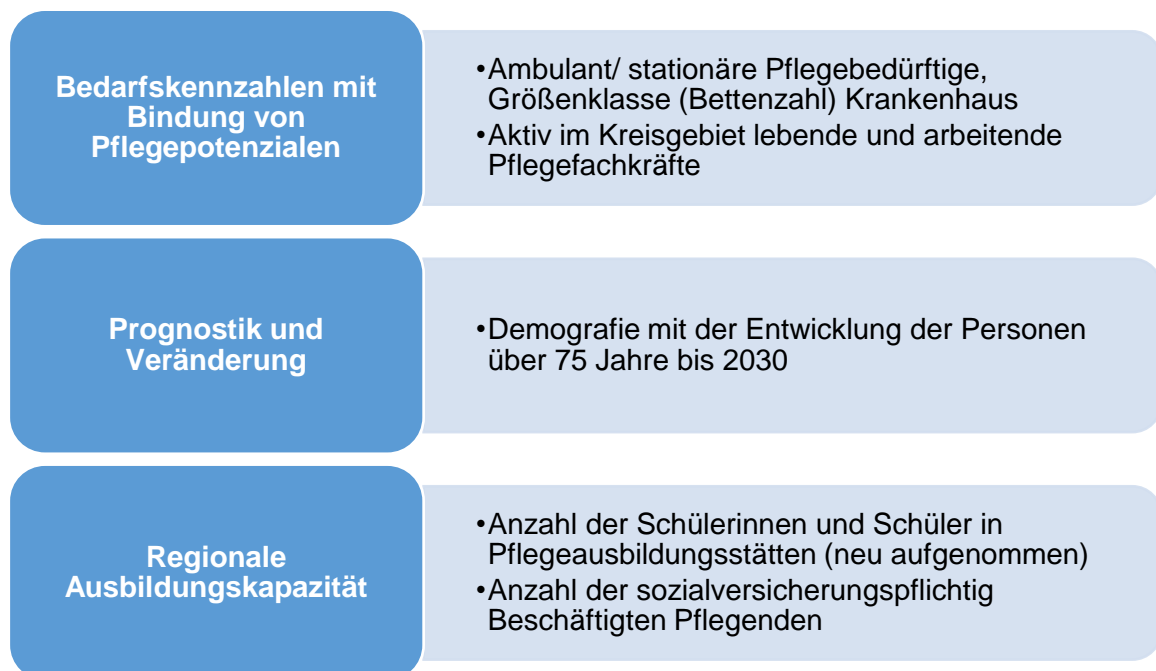 Bedarfskennzahlen mit
Bindung von
Pflegepotenzialen
•Ambulant/ stationäre Pflegebedürftige,
Größenklasse (Bettenzahl) Krankenhaus
•Aktiv im Kreisgebiet lebende und arbeitende
Pflegefachkräfte
Prognostik und
Veränderung
•Demografie mit der Entwicklung der Personen
über 75 Jahre bis 2030
Regionale
Ausbildungskapazität
•Anzahl der Schülerinnen und Schüler in
Pflegeausbildungsstätten (neu aufgenommen)
•Anzahl der sozialversicherungspflichtig
Beschäftigten Pflegenden